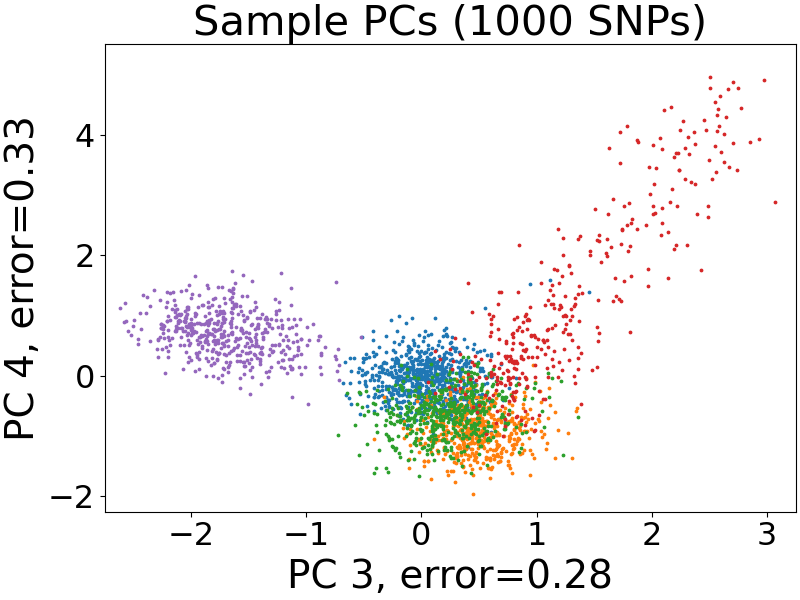 Sample PCs (1000 SNPs)
PC 4, error=0.33
4
2
0
−2
−2 −1 0 1 2 3
PC 3, error=0.28